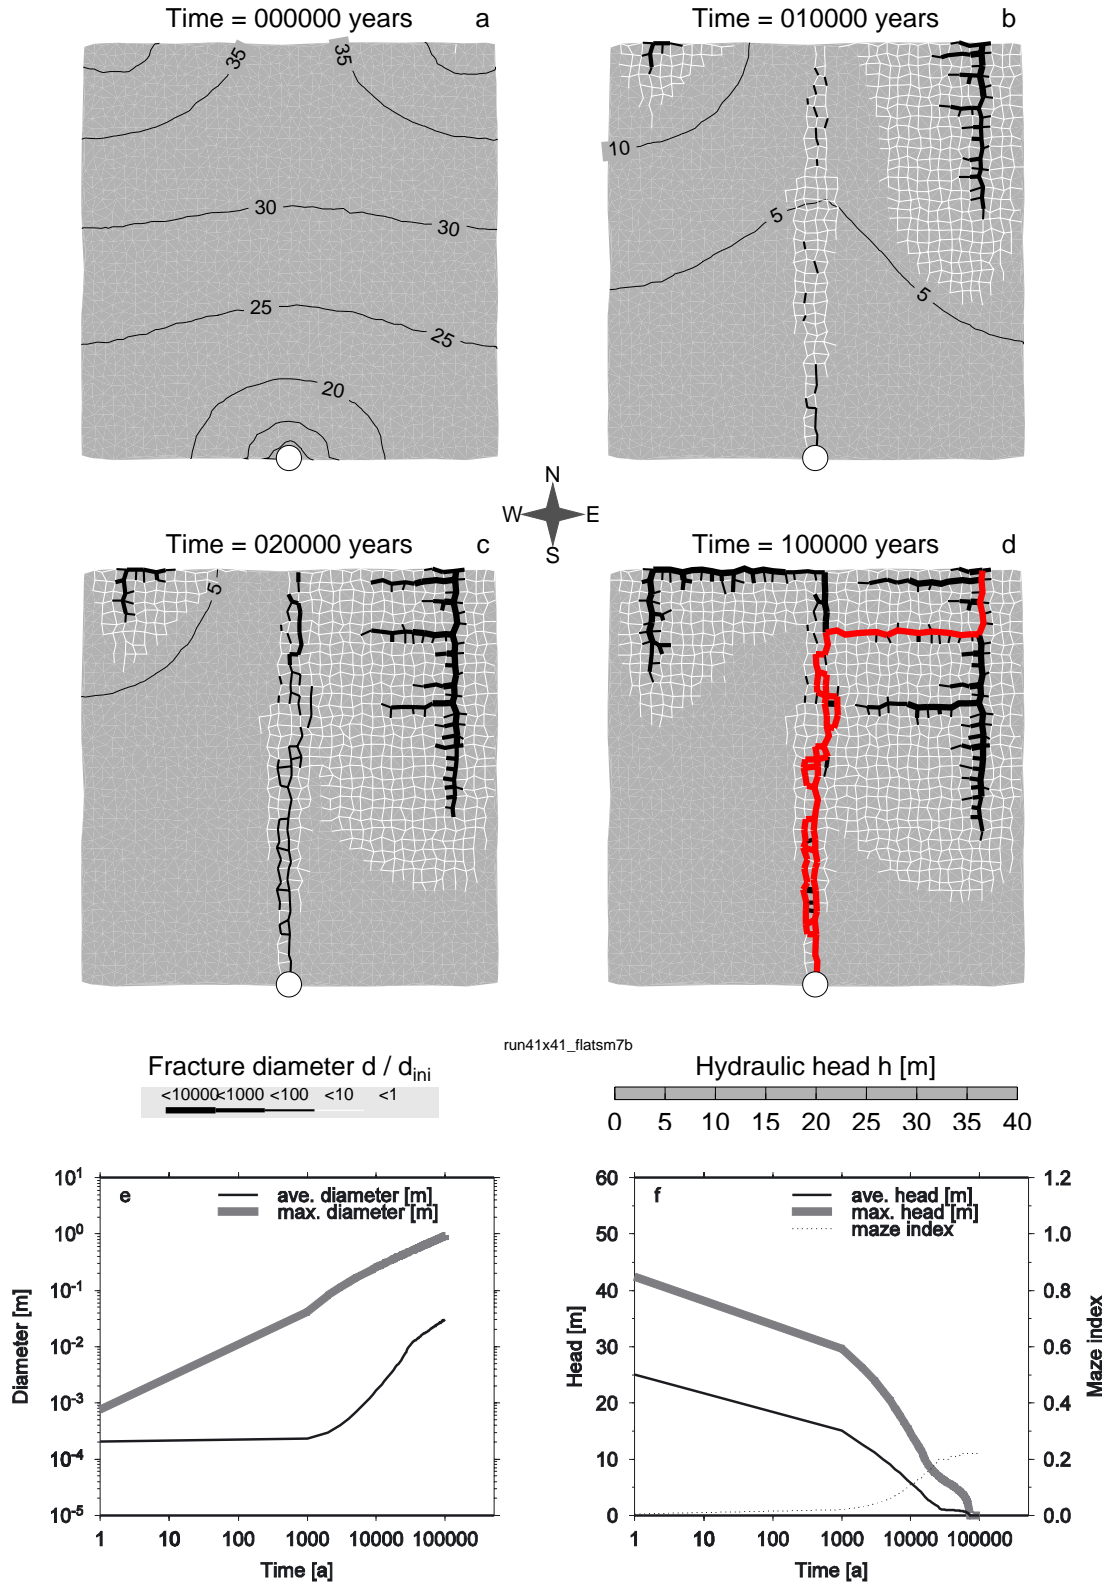 Time = 000000 years a
35
35
30
30
25
25
20
Time = 010000 years b
10
5
5
N
W E
S
Time = 020000 years c
5
Time = 100000 years d
run41x41_flatsm7b
Fracture diameter d / dini
<10000 <1000 <100 <10 <1
Hydraulic head h [m]
0 5 10 15 20 25 30 35 40
e
ave. diameter [m]
max. diameter [m]
10^1
10^0
10^-1
10^-2
10^-3
10^-4
10^-5
Diameter [m]
1 10 100 1000 10000 100000
Time [a]
f
ave. head [m]
max. head [m]
maze index
60 1.2
50 1.0
40 0.8
30 0.6
20 0.4
10 0.2
0 0.0
Head [m]
Maze index
1 10 100 1000 10000 100000
Time [a]